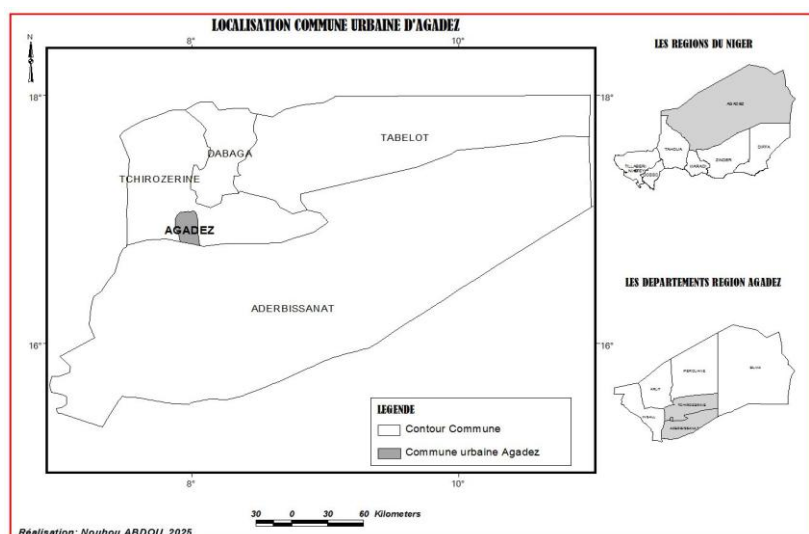 LOCALISATION COMMUNE URBAINE D'AGADEZ
8°
10°
18°
18°
TABELOT
DABAGA
TCHIROZERINE
AGADEZ
ADERBISSANAT
16°
16°
LEGENDE
Contour Commune
Commune urbaine Agadez
8°
10°
30 0 30 60 Kilometers
Réalisation: Nouhou ABDOU, 2025
LES REGIONS DU NIGER
AGADEZ
TAHOUA
DIFFA
ZINDER
MARADI
TILLABERI
DOSSO
LES DEPARTEMENTS REGION AGADEZ
BILMA
ARLIT
TCHIROZERINE
ADERBISSANAT